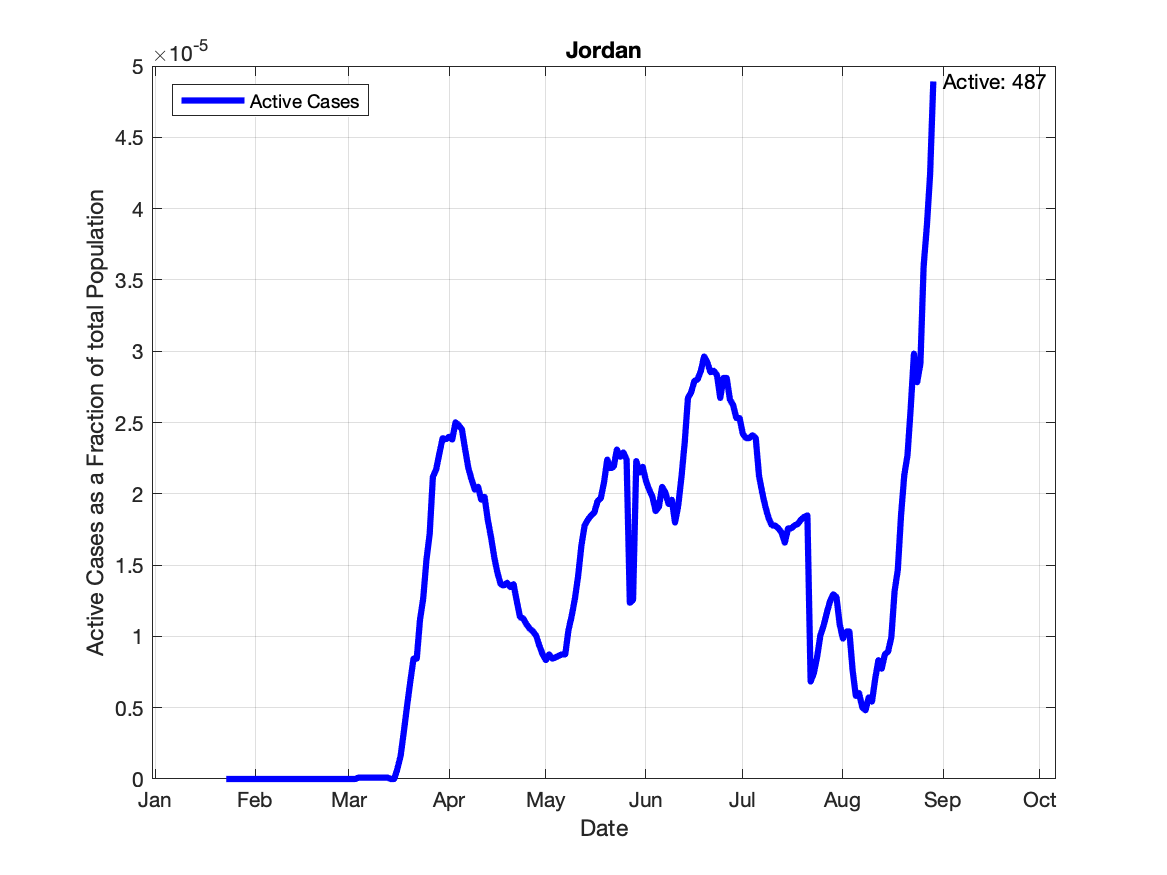 Jordan
×10-5
5
4.5
4
3.5
3
2.5
2
1.5
1
0.5
0
Active Cases as a Fraction of total Population
Active Cases
Active: 487
Jan Feb Mar Apr May Jun Jul Aug Sep Oct
Date